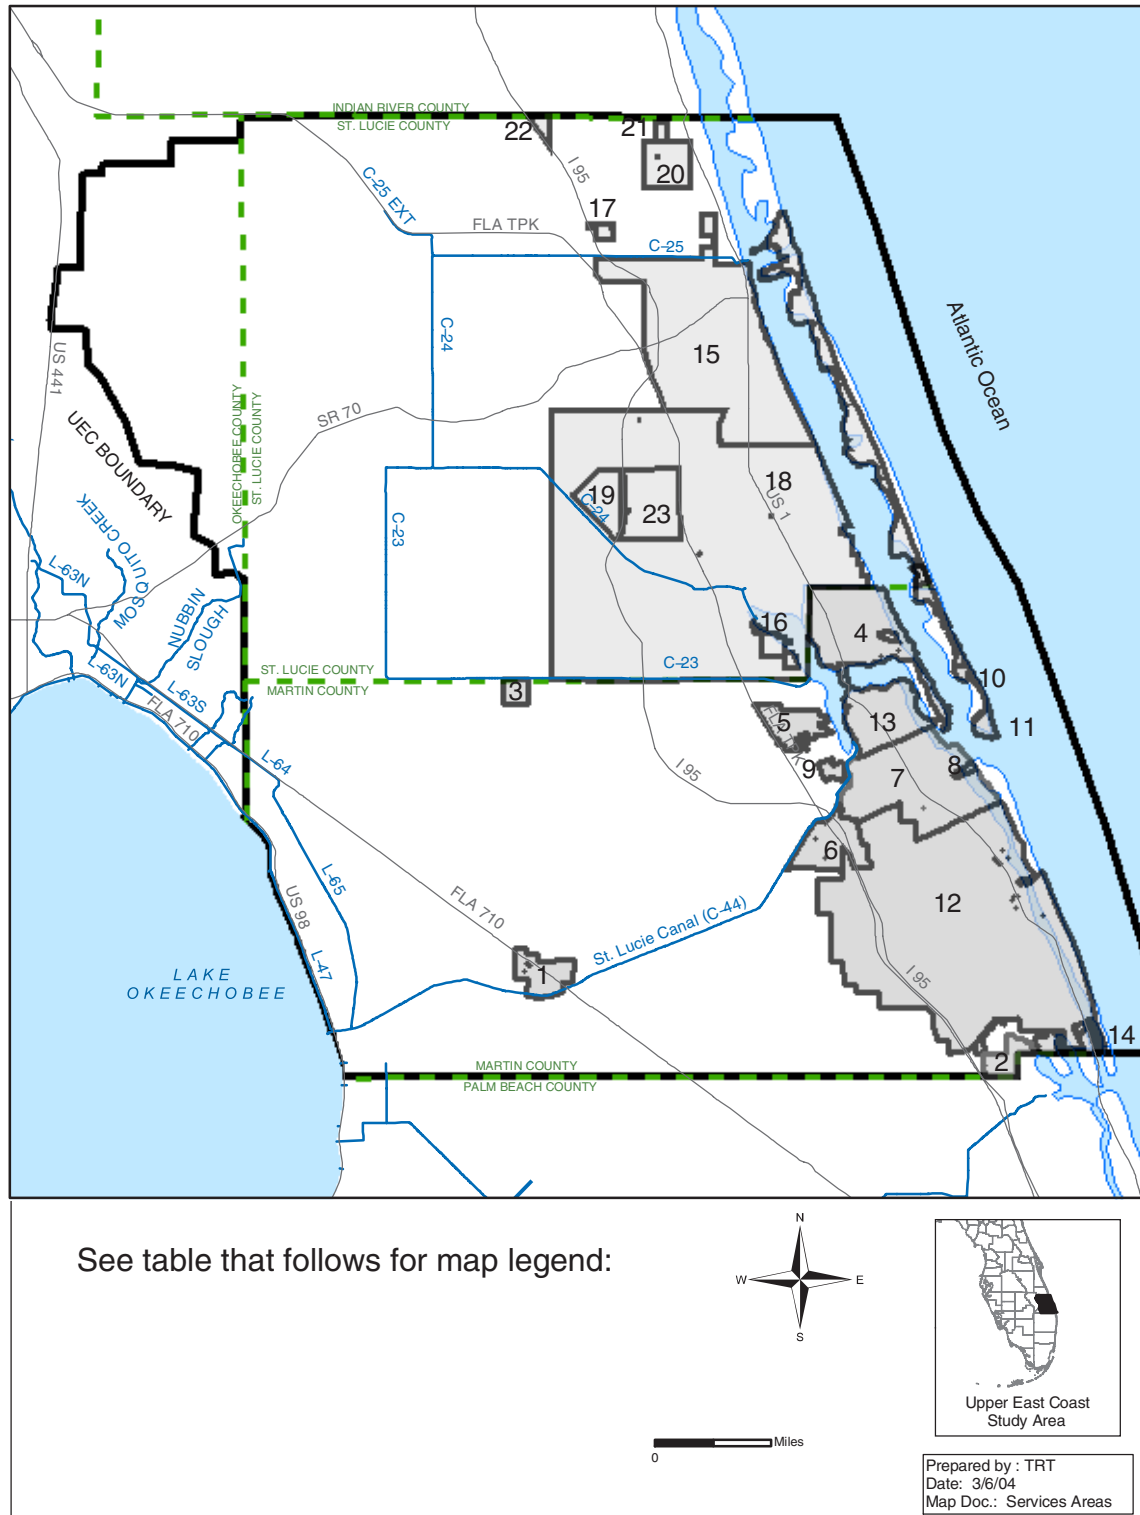 INDIAN RIVER COUNTY
ST. LUCIE COUNTY
22
21
20
I 95
C-25 EXT
17
FLA TPK
C-25
C-24
US 441
15
Atlantic Ocean
SR 70
OKEECHOBEE COUNTY
ST. LUCIE COUNTY
UEC BOUNDARY
18
19
C-24
23
US 1
C-23
MOSQUITO CREEK
L-63N
NUBBIN
SLOUGH
16
4
ST. LUCIE COUNTY
MARTIN COUNTY
C-23
L-63N
L-63S
3
10
11
FLA 710
5
13
FLA TPK
L-64
I 95
9
8
7
6
L-65
US 98
FLA 710
12
St. Lucie Canal (C-44)
L-47
1
I 95
LAKE
OKEECHOBEE
14
2
MARTIN COUNTY
PALM BEACH COUNTY
See table that follows for map legend:
N
W
E
S
Miles
0
Upper East Coast
Study Area
Prepared by : TRT
Date: 3/6/04
Map Doc.: Services Areas